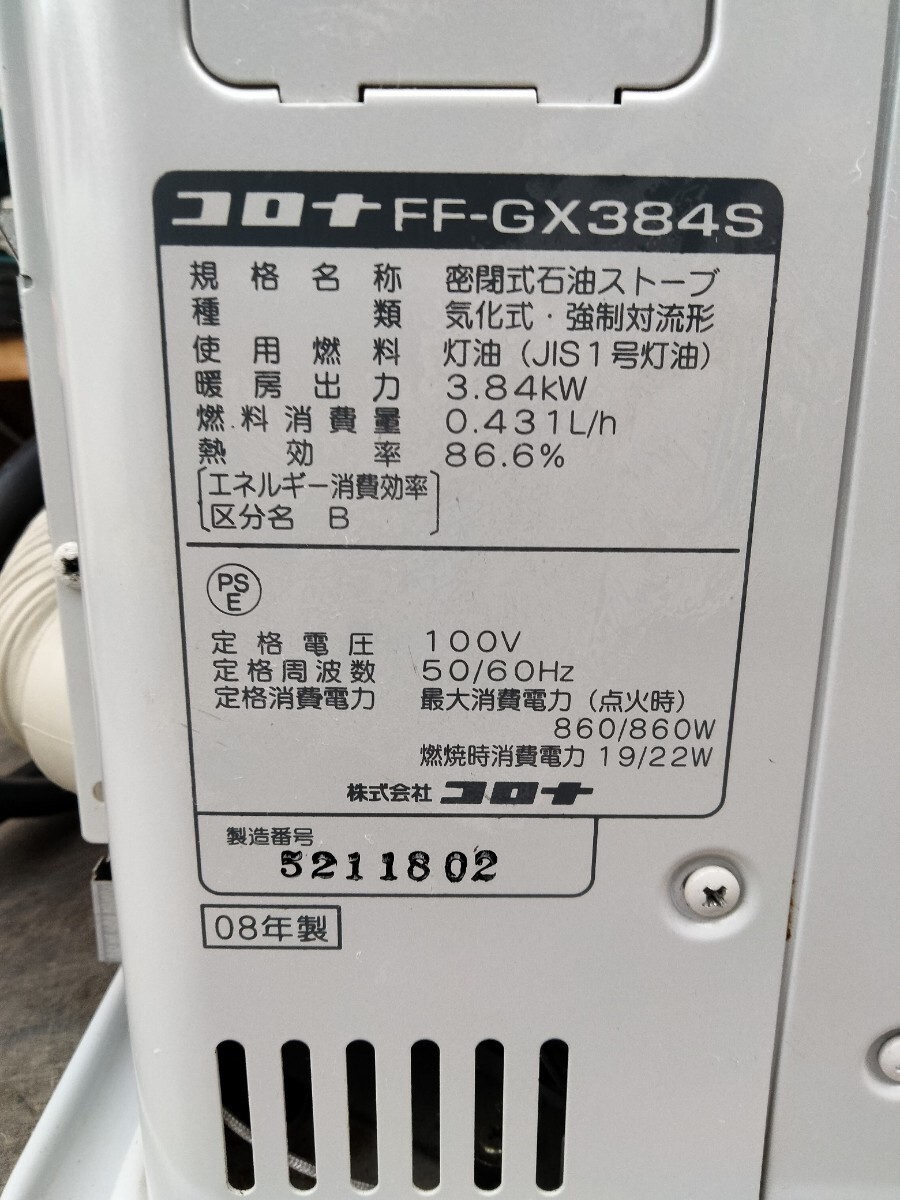 コロナ FF-GX384S
規格名称 密閉式石油ストーブ
種類 気化式・強制対流形
使用燃料 灯油(JIS1号灯油)
暖房出力 3.84kW
燃料消費量 0.431L/h
熱効率 86.6%
エネルギー消費効率
区分名 B
PS
E
定格電圧 100V
定格周波数 50/60Hz
定格消費電力 最大消費電力(点火時)
860/860W
燃焼時消費電力 19/22W
株式会社 コロナ
製造番号
5211802
08年製